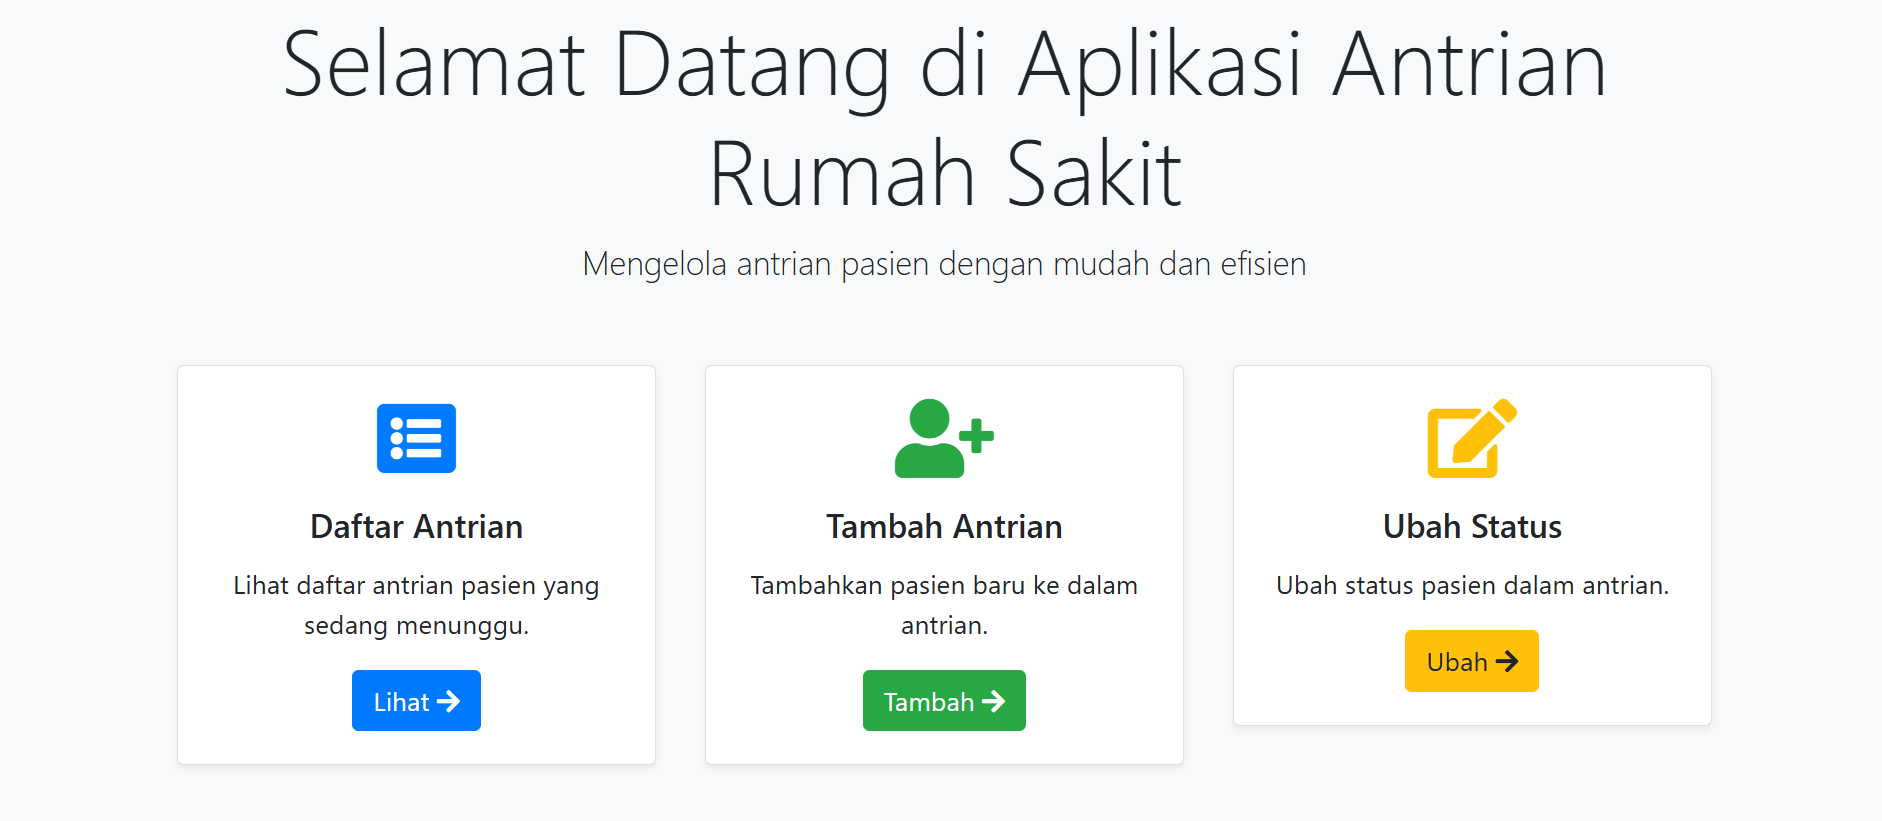 Selamat Datang di Aplikasi Antrian
Rumah Sakit
Mengelola antrian pasien dengan mudah dan efisien
Daftar Antrian
Lihat daftar antrian pasien yang
sedang menunggu.
Lihat
Tambah Antrian
Tambahkan pasien baru ke dalam
antrian.
Tambah
Ubah Status
Ubah status pasien dalam antrian.
Ubah